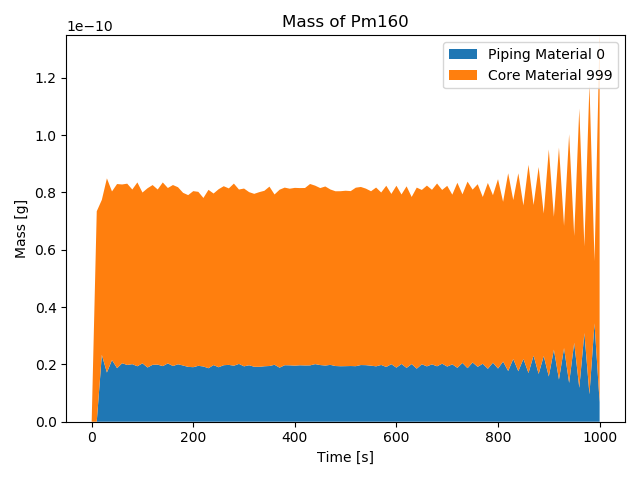 Mass of Pm160
1e−10
Piping Material 0
Core Material 999
1.2
1.0
0.8
0.6
0.4
0.2
0.0
Mass [g]
0 200 400 600 800 1000
Time [s]